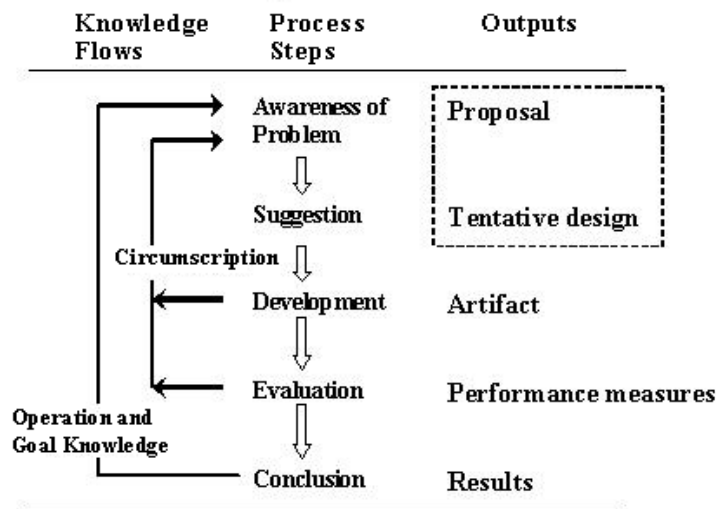 Knowledge Flows
Process Steps
Outputs
Awareness of Problem
Proposal
Suggestion
Tentative design
Circumscription
Development
Artifact
Evaluation
Performance measures
Operation and Goal Knowledge
Conclusion
Results